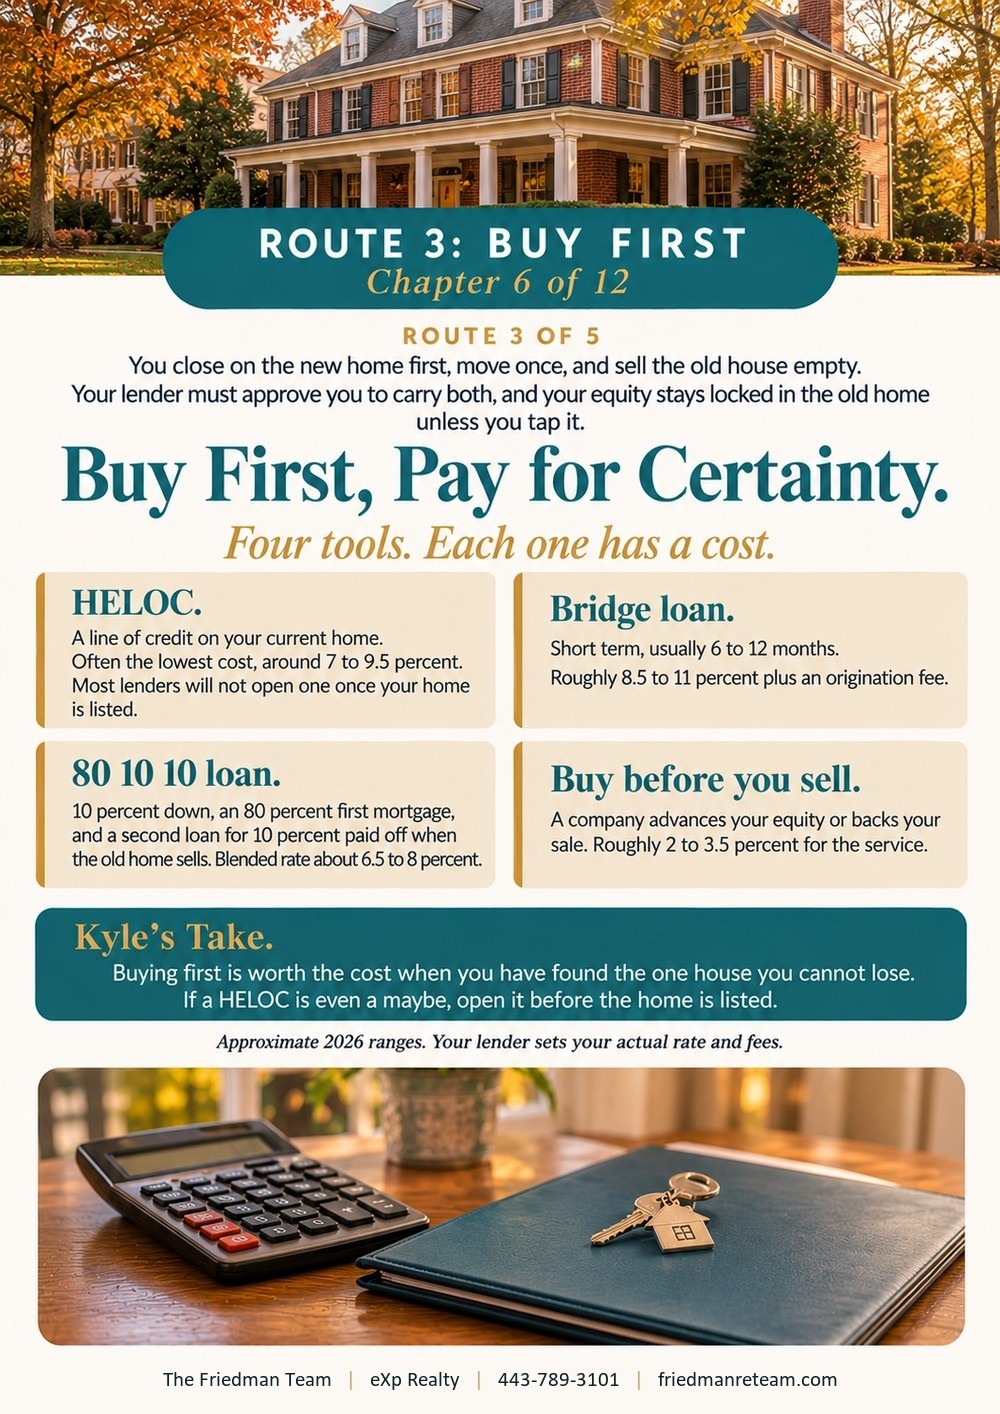 ROUTE 3: BUY FIRST
Chapter 6 of 12
ROUTE 3 OF 5
You close on the new home first, move once, and sell the old house empty.
Your lender must approve you to carry both, and your equity stays locked in the old home
unless you tap it.
Buy First, Pay for Certainty.
Four tools. Each one has a cost.
HELOC.
A line of credit on your current home.
Often the lowest cost, around 7 to 9.5 percent.
Most lenders will not open one once your home
is listed.
Bridge loan.
Short term, usually 6 to 12 months.
Roughly 8.5 to 11 percent plus an origination fee.
80 10 10 loan.
10 percent down, an 80 percent first mortgage,
and a second loan for 10 percent paid off when
the old home sells. Blended rate about 6.5 to 8 percent.
Buy before you sell.
A company advances your equity or backs your
sale. Roughly 2 to 3.5 percent for the service.
Kyle’s Take.
Buying first is worth the cost when you have found the one house you cannot lose.
If a HELOC is even a maybe, open it before the home is listed.
Approximate 2026 ranges. Your lender sets your actual rate and fees.
The Friedman Team | eXp Realty | 443-789-3101 | friedmanreteam.com